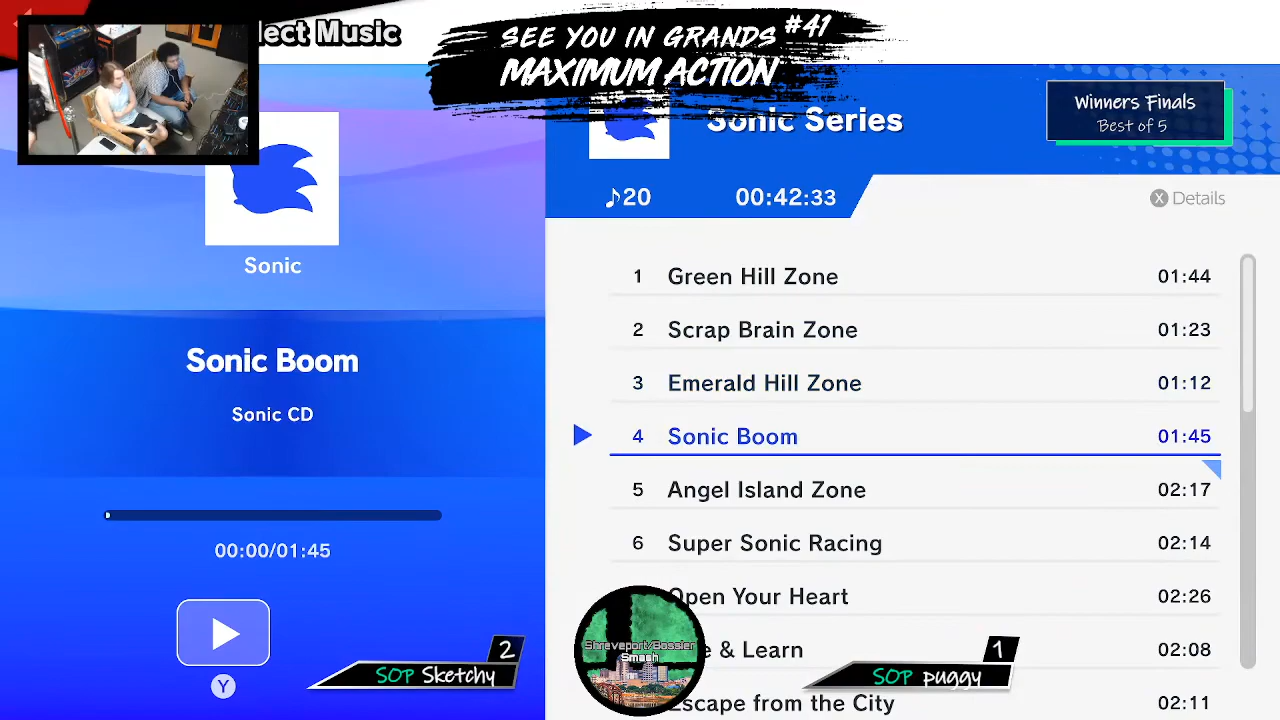 lect Music
SEE YOU IN GRANDS #41
MAXIMUM ACTION
Sonic Series
Winners Finals
Best of 5
♪20 00:42:33
X Details
Sonic
Sonic Boom
Sonic CD
00:00/01:45
Y
1 Green Hill Zone 01:44
2 Scrap Brain Zone 01:23
3 Emerald Hill Zone 01:12
4 Sonic Boom 01:45
5 Angel Island Zone 02:17
6 Super Sonic Racing 02:14
Open Your Heart 02:26
e & Learn 02:08
Escape from the City 02:11
SOP Sketchy 2
Shreveport/Bossier
Smash
SOP puggy 1